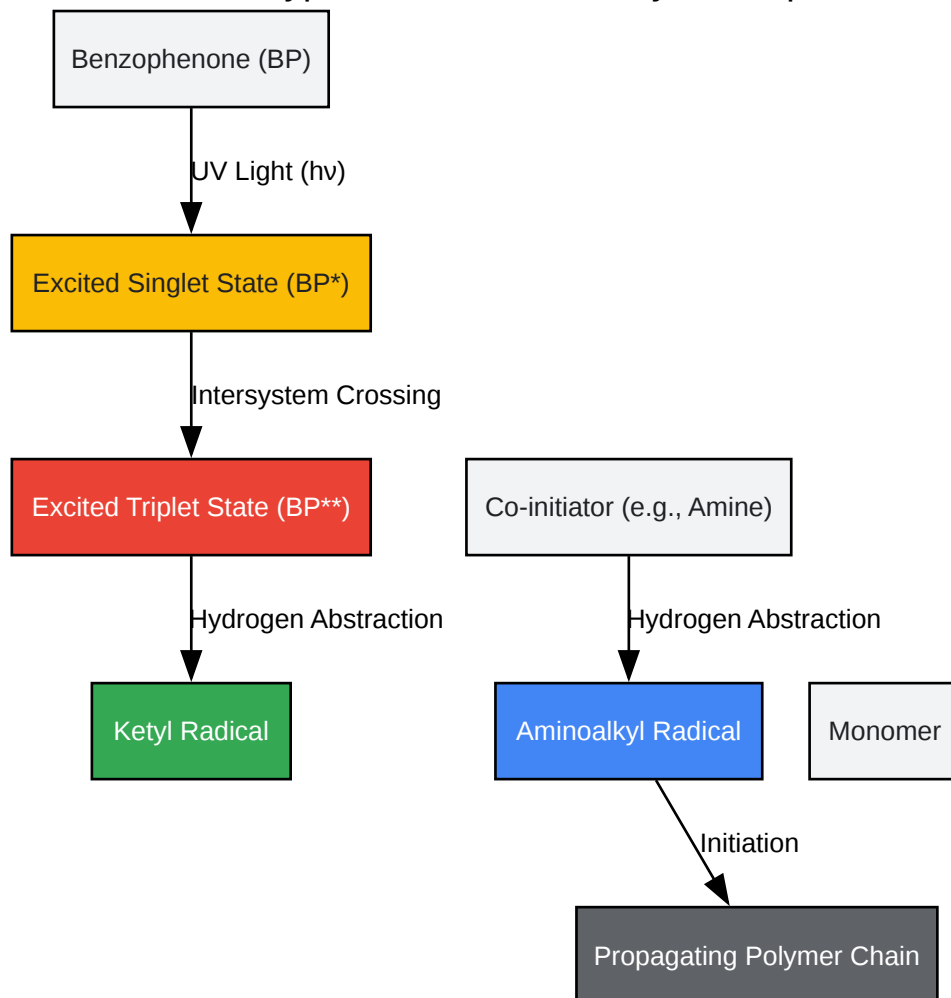 Benzophenone (BP)
UV Light (hν)
Excited Singlet State (BP*)
Intersystem Crossing
Excited Triplet State (BP**)
Co-initiator (e.g., Amine)
Hydrogen Abstraction
Hydrogen Abstraction
Ketyl Radical
Aminoalkyl Radical
Monomer
Initiation
Propagating Polymer Chain